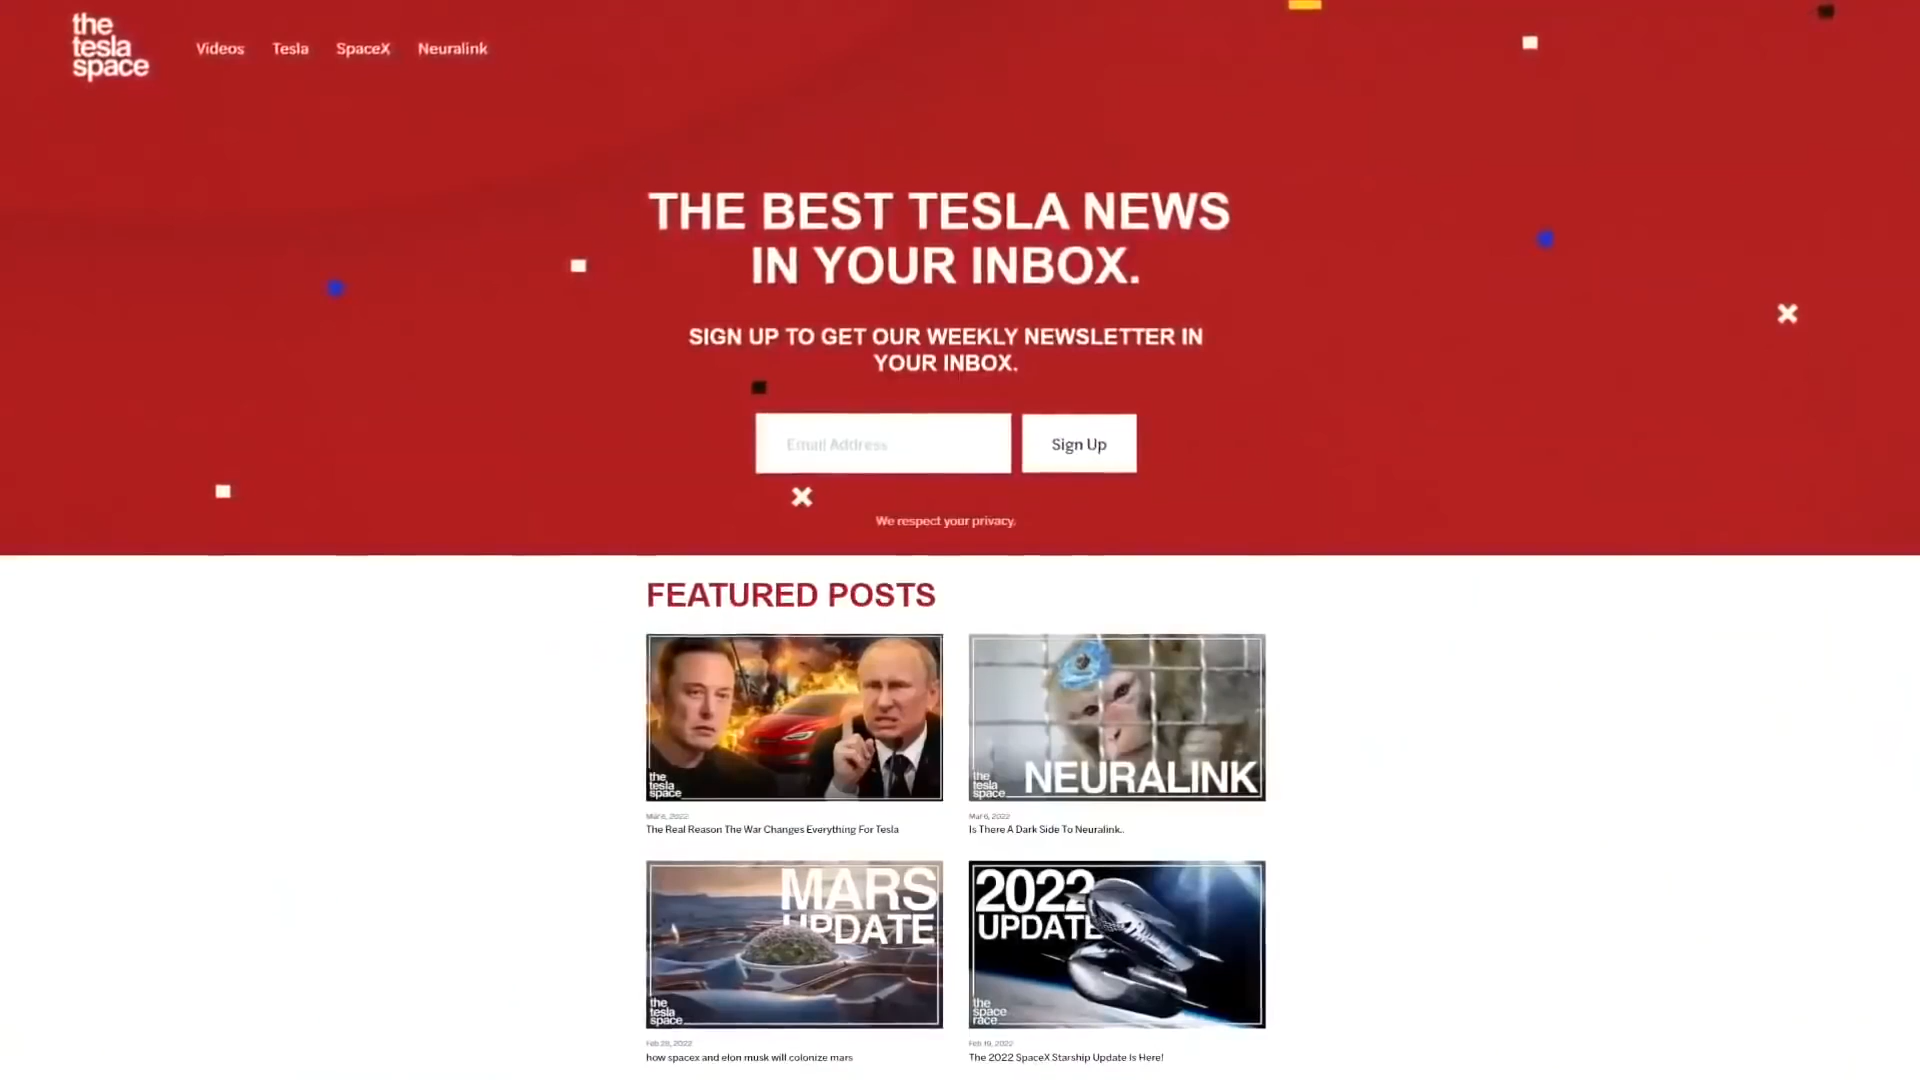 the
tesla
space
Videos Tesla SpaceX Neuralink
THE BEST TESLA NEWS
IN YOUR INBOX.
SIGN UP TO GET OUR WEEKLY NEWSLETTER IN
YOUR INBOX.
Email Address
Sign Up
We respect your privacy.
FEATURED POSTS
the
tesla
space
the
tesla
space
NEURALINK
2022
The Real Reason The War Changes Everything For Tesla
Mar 6, 2022
Is There A Dark Side To Neuralink..
MARS
UPDATE
the
tesla
space
2022
UPDATE
the
space
race
Feb 28, 2022
how spacex and elon musk will colonize mars
Feb 19, 2022
The 2022 SpaceX Starship Update Is Here!